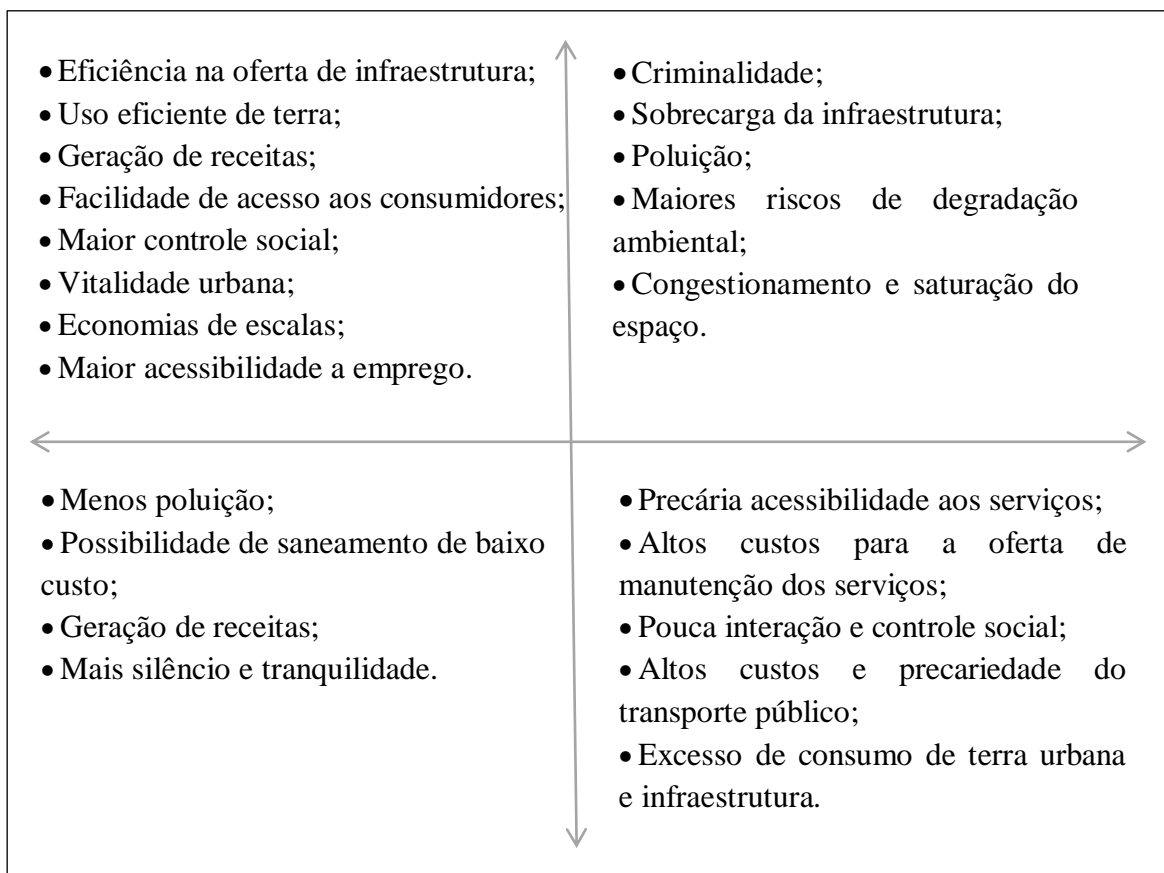 • Eficiência na oferta de infraestrutura;
• Uso eficiente de terra;
• Geração de receitas;
• Facilidade de acesso aos consumidores;
• Maior controle social;
• Vitalidade urbana;
• Economias de escalas;
• Maior acessibilidade a emprego.
• Criminalidade;
• Sobrecarga da infraestrutura;
• Poluição;
• Maiores riscos de degradação
ambiental;
• Congestionamento e saturação do
espaço.
• Menos poluição;
• Possibilidade de saneamento de baixo
custo;
• Geração de receitas;
• Mais silêncio e tranquilidade.
• Precária acessibilidade aos serviços;
• Altos custos para a oferta de
manutenção dos serviços;
• Pouca interação e controle social;
• Altos custos e precariedade do
transporte público;
• Excesso de consumo de terra urbana
e infraestrutura.